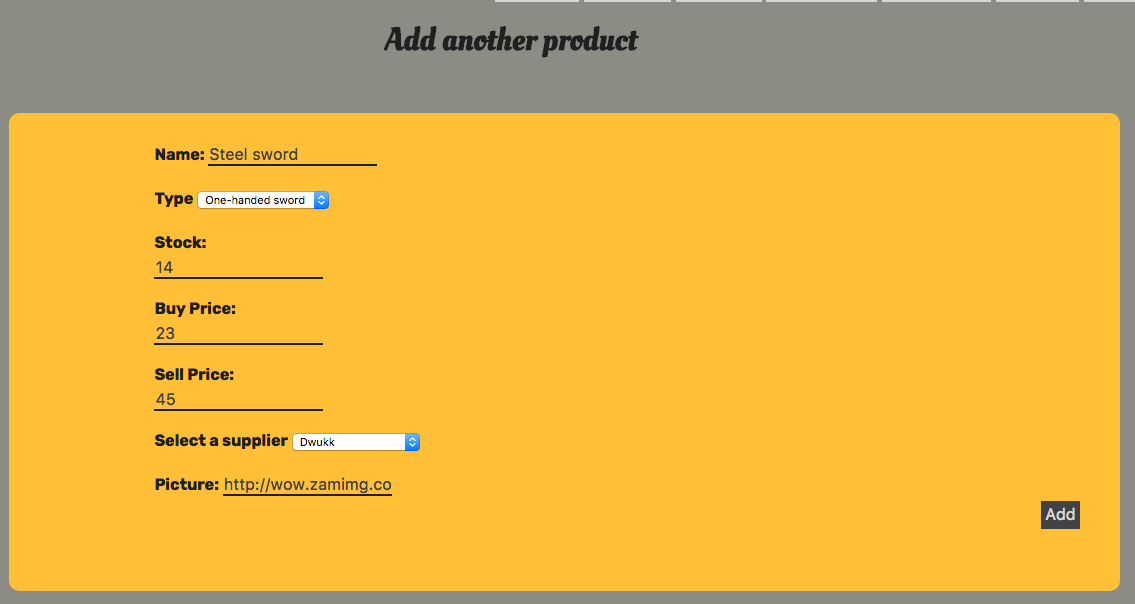 Add another product
Name: Steel sword
Type One-handed sword
Stock:
14
Buy Price:
23
Sell Price:
45
Select a supplier Dwukk
Picture: http://wow.zamimg.co
Add